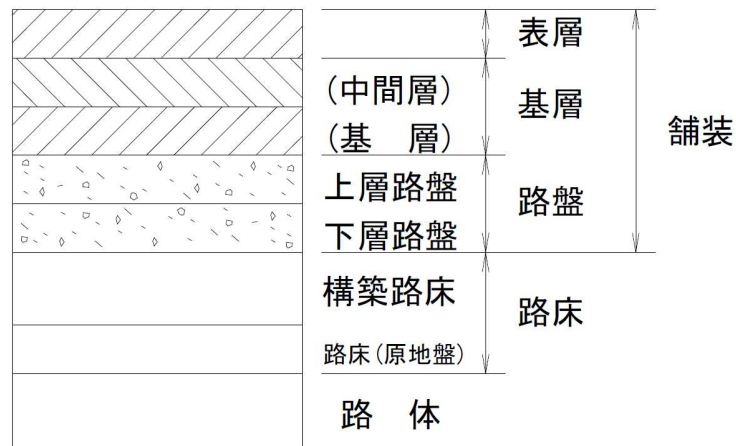 表層
(中間層)
基層
(基　層)
舗装
上層路盤
路盤
下層路盤
構築路床
路床
路床(原地盤)
路　体